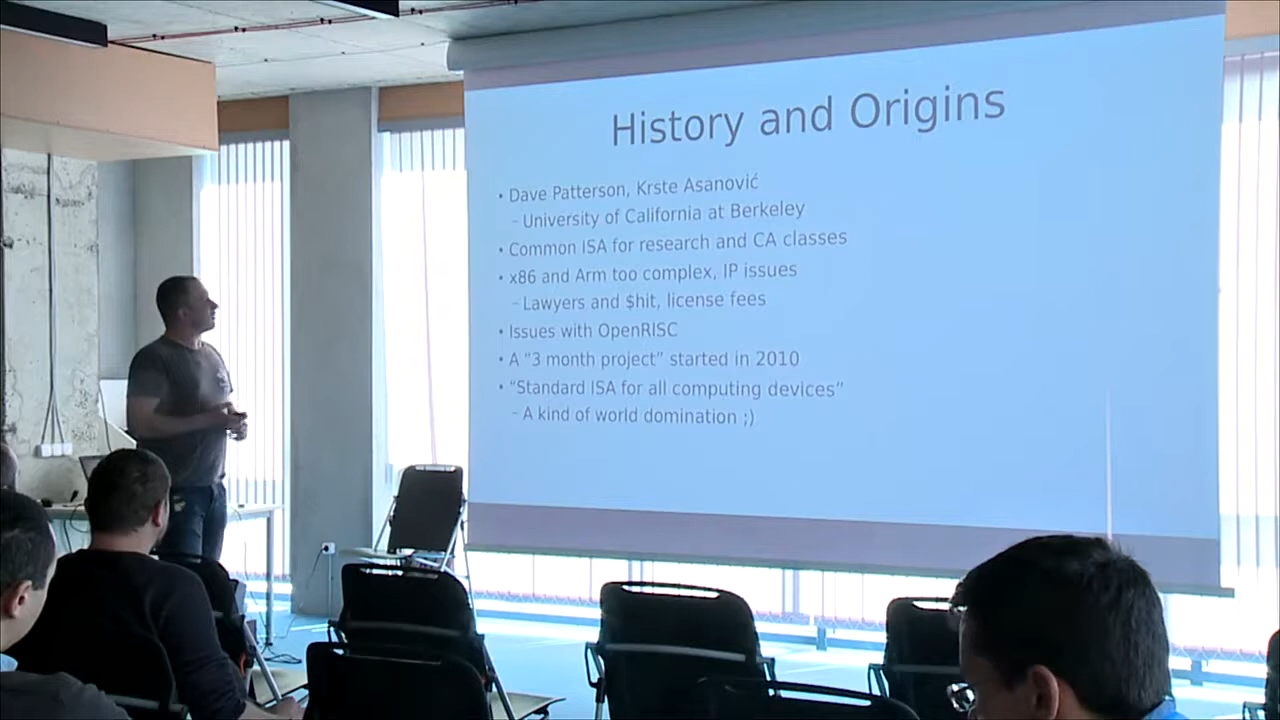 History and Origins
• Dave Patterson, Krste Asanović
– University of California at Berkeley
• Common ISA for research and CA classes
• x86 and Arm too complex, IP issues
– Lawyers and $hit, license fees
• Issues with OpenRISC
• A “3 month project” started in 2010
• “Standard ISA for all computing devices”
– A kind of world domination ;)